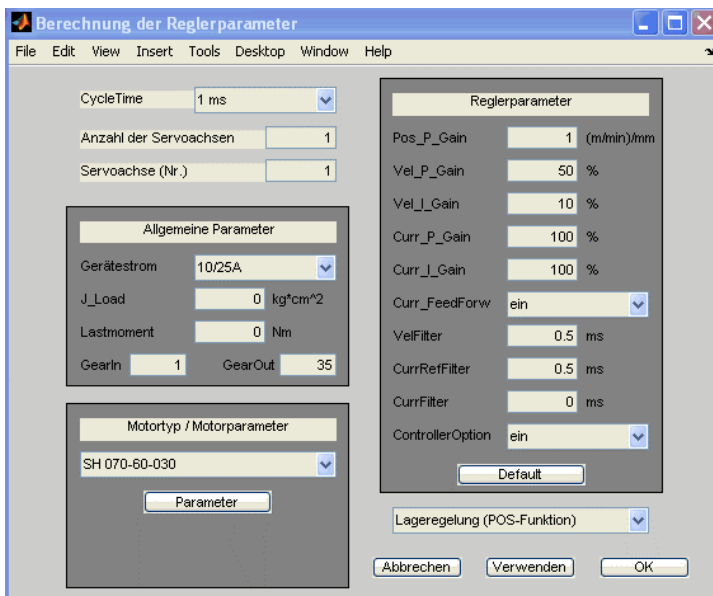 Berechnung der Reglerparameter
File Edit View Insert Tools Desktop Window Help
CycleTime 1 ms
Anzahl der Servoachsen 1
Servoachse (Nr.) 1
Allgemeine Parameter
Gerätestrom 10/25A
J_Load 0 kg*cm^2
Lastmoment 0 Nm
GearIn 1 GearOut 35
Motortyp / Motorparameter
SH 070-60-030
Parameter
Reglerparameter
Pos_P_Gain 1 (m/min)/mm
Vel_P_Gain 50 %
Vel_I_Gain 10 %
Curr_P_Gain 100 %
Curr_I_Gain 100 %
Curr_FeedForw ein
VelFilter 0.5 ms
CurrRefFilter 0.5 ms
CurrFilter 0 ms
ControllerOption ein
Default
Lageregelung (POS-Funktion)
Abbrechen Verwenden OK